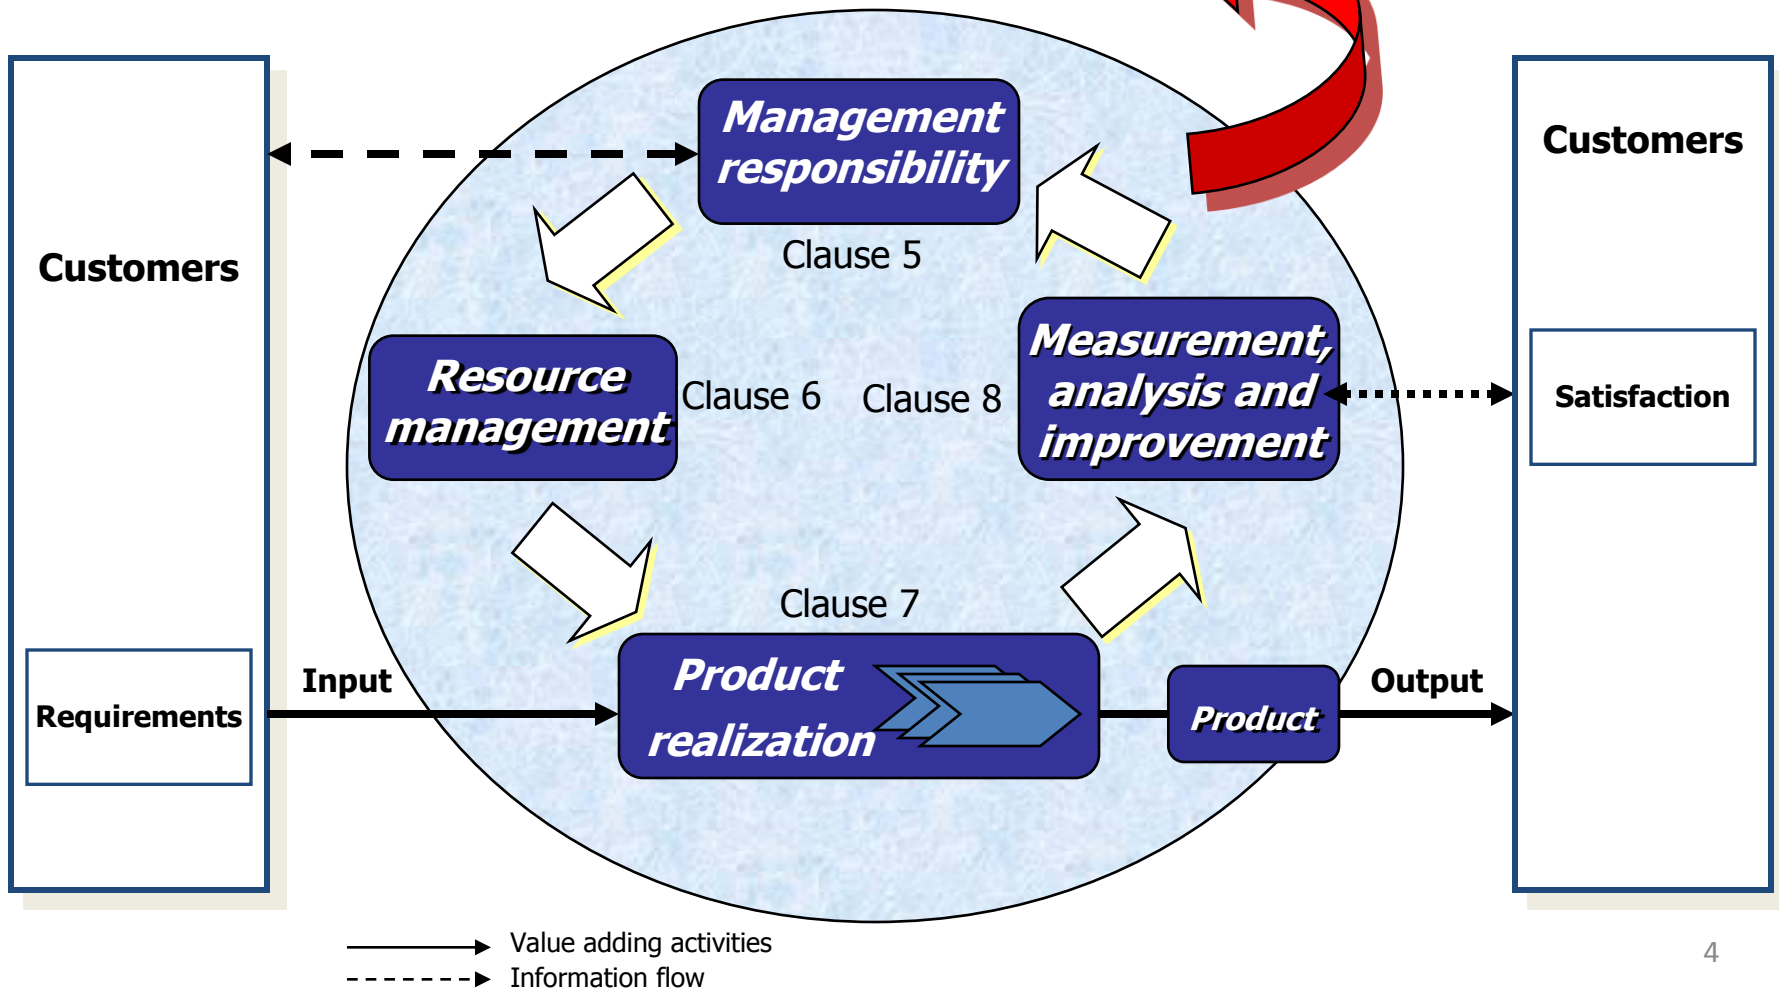 Management
responsibility
Customers
Clause 5
Customers
Measurement,
analysis and
improvement
Resource
management
Clause 6
Clause 8
Satisfaction
Clause 7
Product
realization
Input
Requirements
Product
Output
Value adding activities
Information flow
4